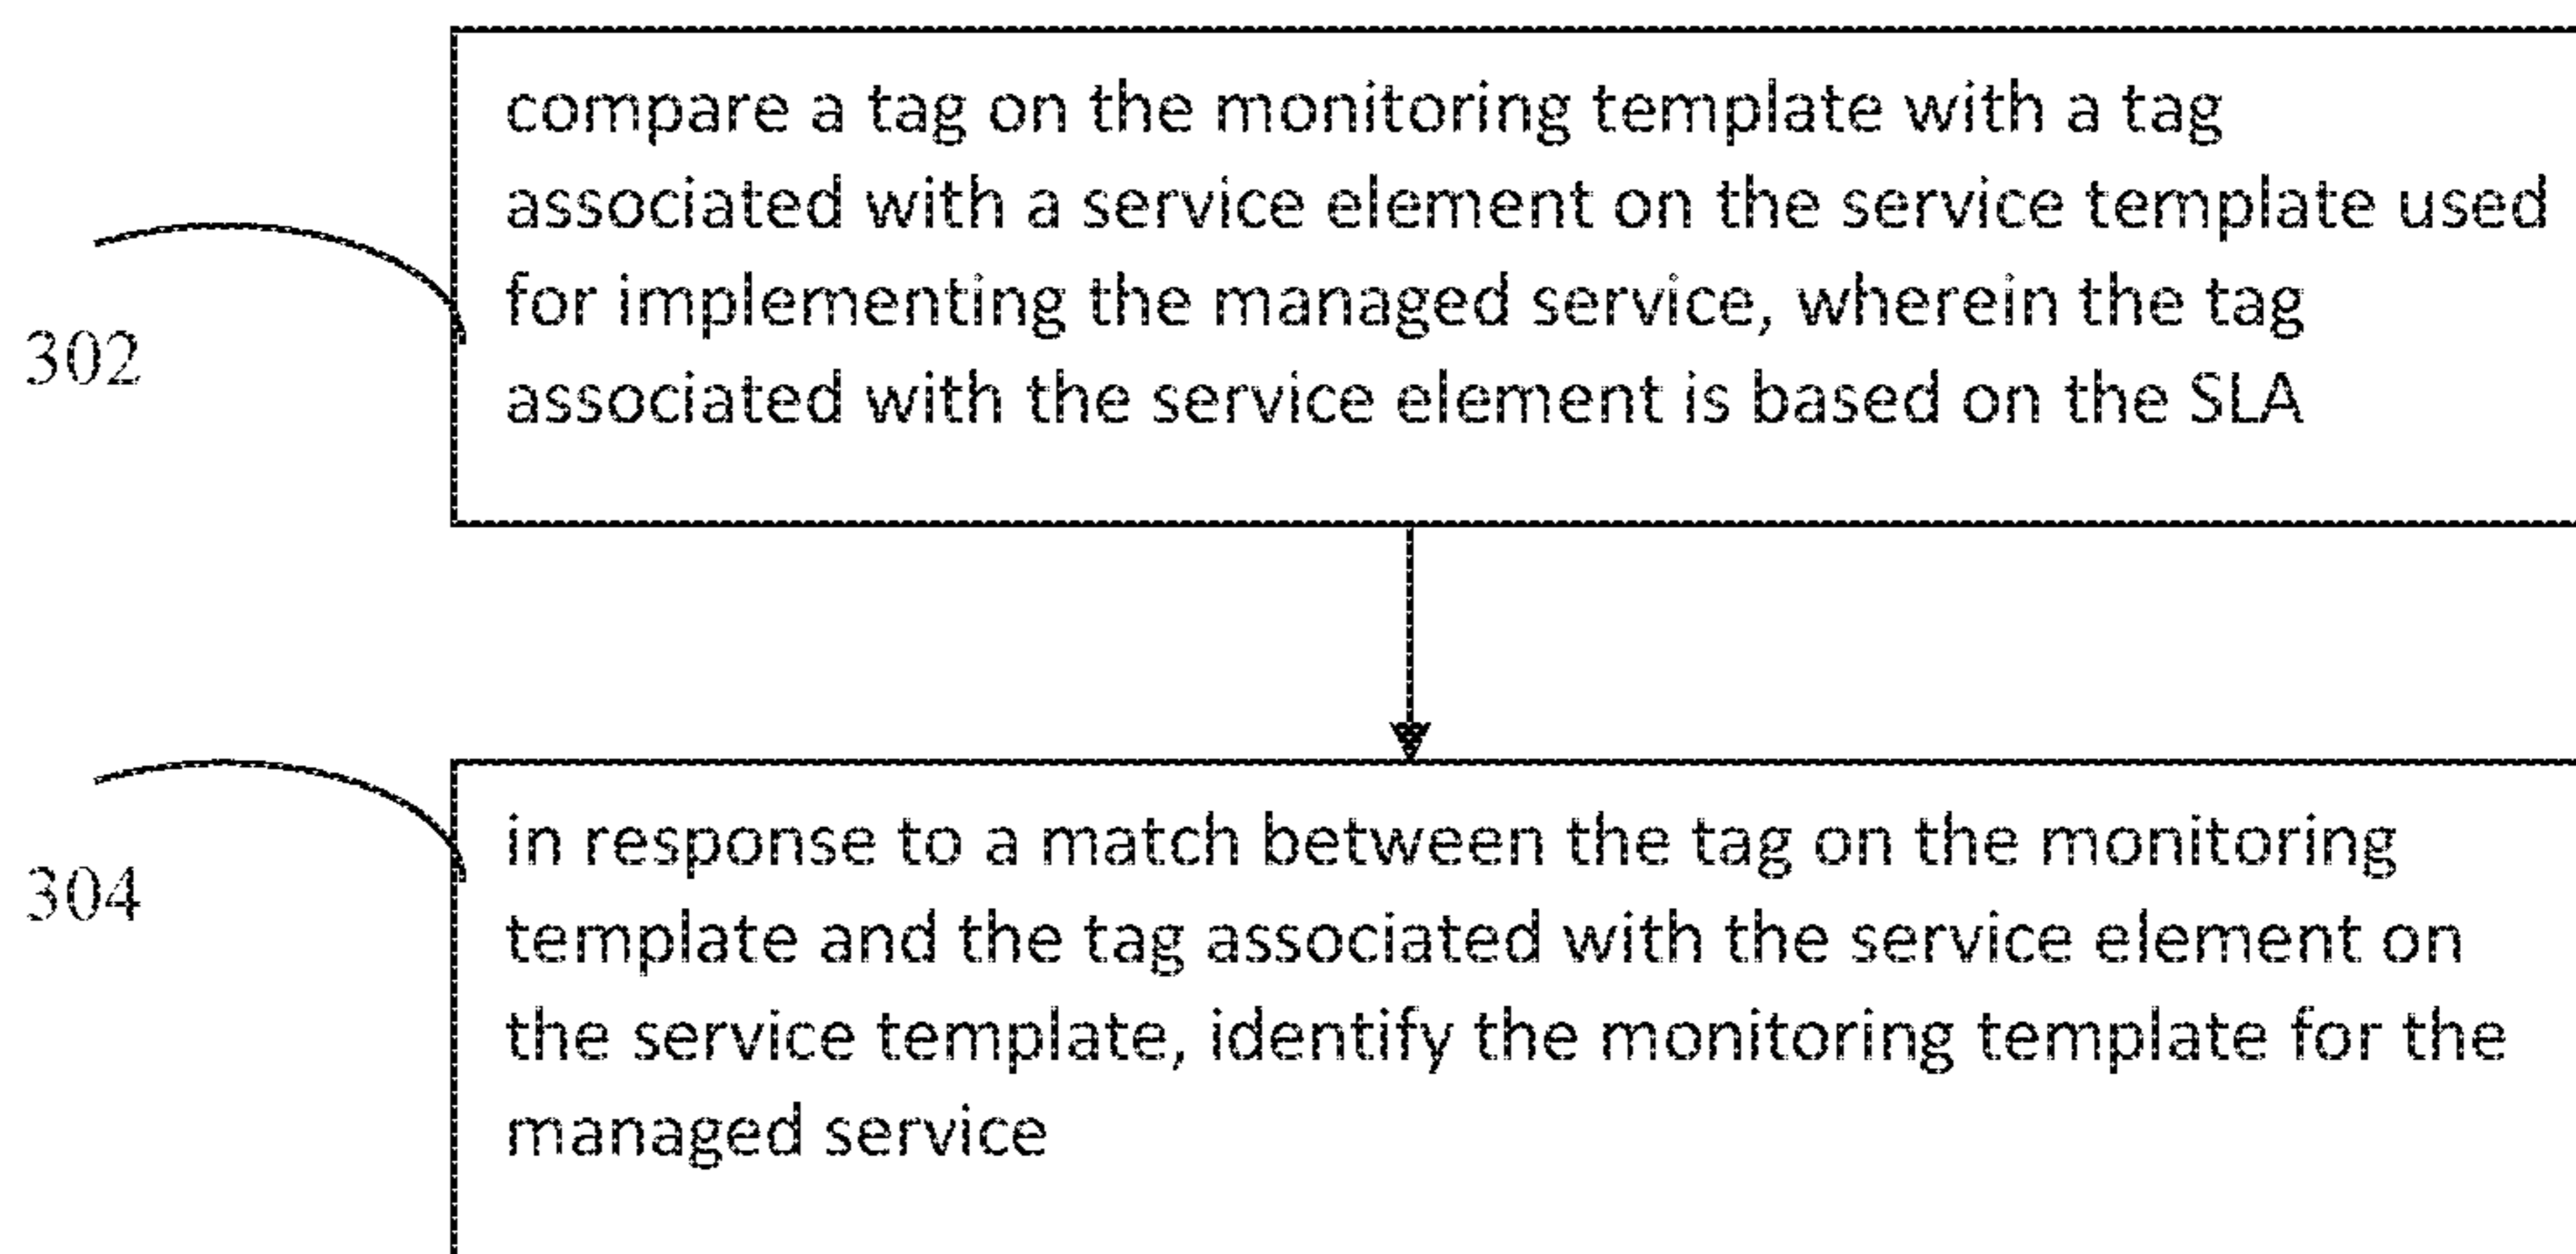 compare a tag on the monitoring template with a tag
associated with a service element on the service template used
for implementing the managed service, wherein the tag
associated with the service element is based on the SLA
302
in response to a match between the tag on the monitoring
template and the tag associated with the service element on
the service template, identify the monitoring template for the
managed service
304